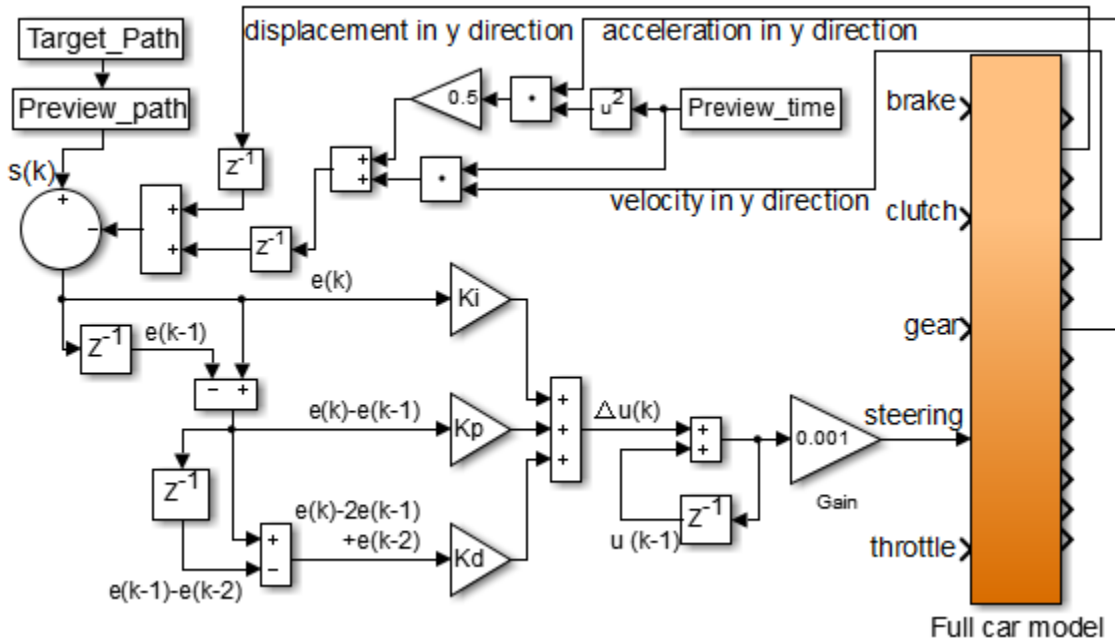 Target_Path
displacement in y direction
acceleration in y direction
Preview_path
0.5
u²
Preview_time
brake
s(k)
z⁻¹
+
+
+
−
+
+
z⁻¹
velocity in y direction
clutch
e(k)
Ki
gear
Z⁻¹
e(k-1)
− +
e(k)-e(k-1)
Kp
+
+
+
△u(k)
+
+
0.001
steering
Gain
Z⁻¹
Z⁻¹
u (k-1)
e(k)-2e(k-1)
+e(k-2)
+
−
Kd
throttle
e(k-1)-e(k-2)
Full car model